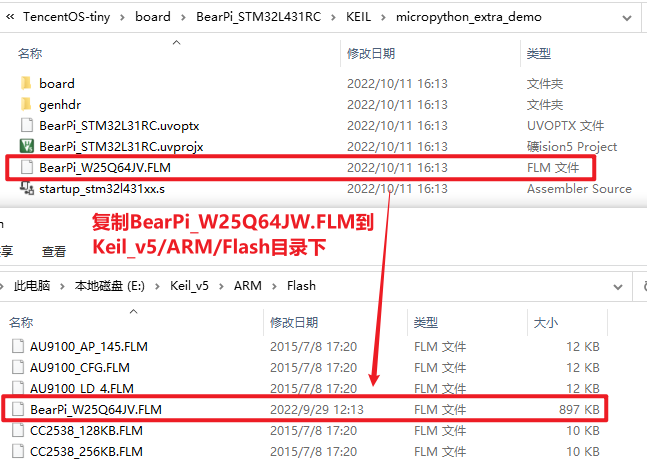 « TencentOS-tiny › board › BearPi_STM32L431RC › KEIL › micropython_extra_demo
名称 修改日期 类型
board 2022/10/11 16:13 文件夹
genhdr 2022/10/11 16:13 文件夹
BearPi_STM32L31RC.uvoptx 2022/10/11 16:13 UVOPTX 文件
BearPi_STM32L31RC.uvprojx 2022/10/11 16:13 礦ision5 Project
BearPi_W25Q64JV.FLM 2022/10/11 16:13 FLM 文件
startup_stm32l431xx.s 2022/10/11 16:13 Assembler Source
复制BearPi_W25Q64JW.FLM到
Keil_v5/ARM/Flash目录下
享 查看
› 此电脑 › 本地磁盘 (E:) › Keil_v5 › ARM › Flash
名称 修改日期 类型 大小
AU9100_AP_145.FLM 2015/7/8 17:20 FLM 文件 12 KB
AU9100_CFG.FLM 2015/7/8 17:20 FLM 文件 12 KB
AU9100_LD_4.FLM 2015/7/8 17:20 FLM 文件 12 KB
BearPi_W25Q64JV.FLM 2022/9/29 12:13 FLM 文件 897 KB
CC2538_128KB.FLM 2015/7/8 17:20 FLM 文件 10 KB
CC2538_256KB.FLM 2015/7/8 17:20 FLM 文件 10 KB